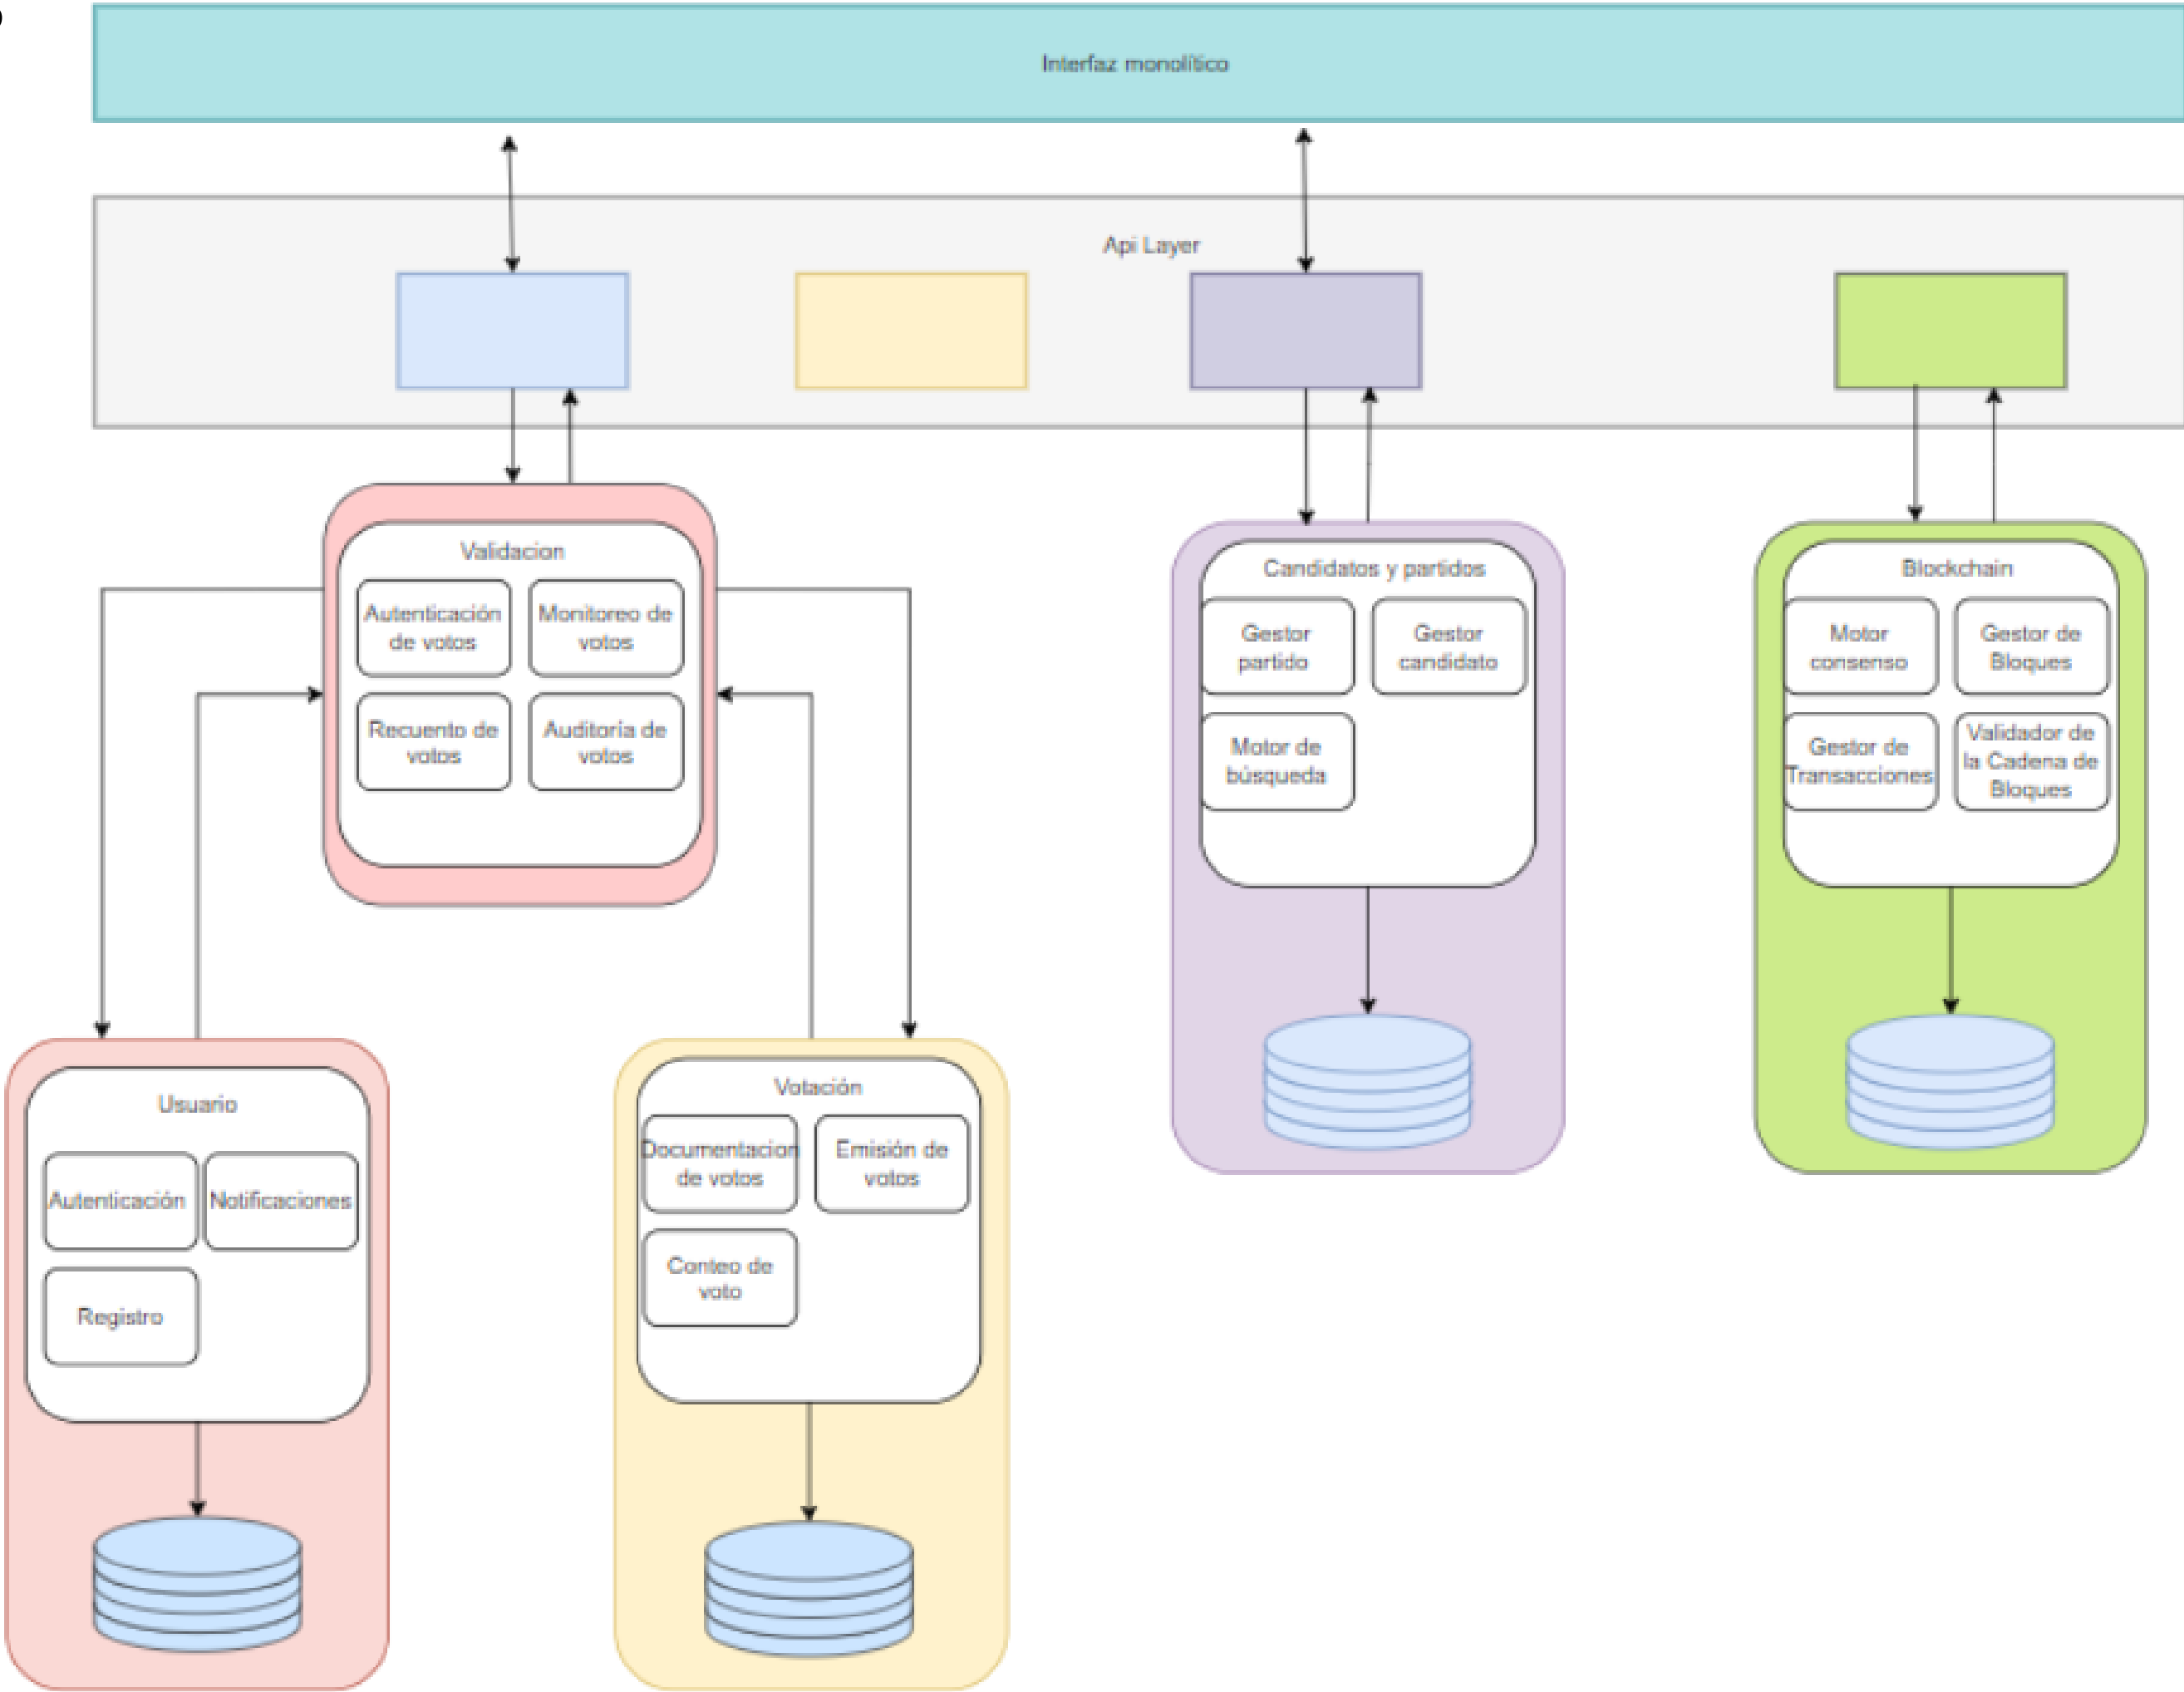 Interfaz monolítico
Api Layer
Validacion
Autenticación
de votos
Monitoreo de
votos
Recuento de
votos
Auditoría de
votos
Candidatos y partidos
Gestor
partido
Gestor
candidato
Motor de
búsqueda
Blockchain
Motor
consenso
Gestor de
Bloques
Gestor de
Transacciones
Validador de
la Cadena de
Bloques
Usuario
Autenticación
Notificaciones
Registro
Votación
Documentacion
de votos
Emisión de
votos
Conteo de
voto